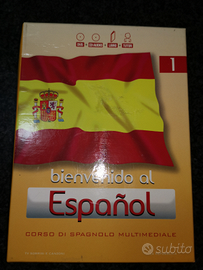 1
bienvenido al
Español
CORSO DI SPAGNOLO MULTIMEDIALE
subito